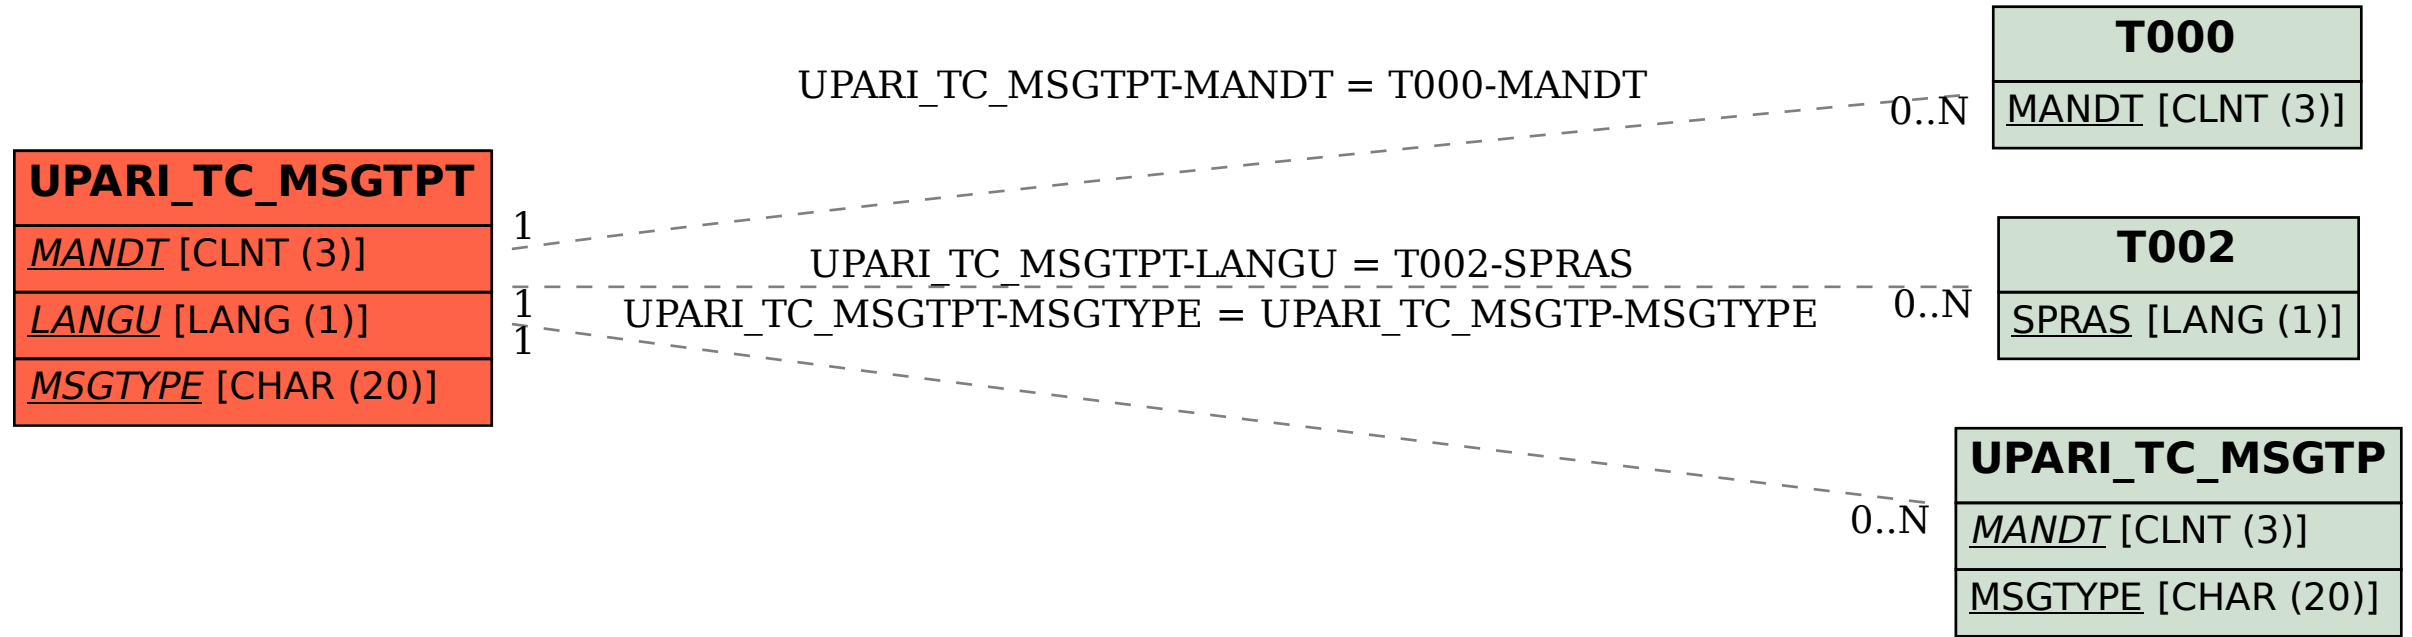 UPARI_TC_MSGTPT
MANDT [CLNT (3)]
LANGU [LANG (1)]
MSGTYPE [CHAR (20)]
UPARI_TC_MSGTPT-MANDT = T000-MANDT
1
0..N
UPARI_TC_MSGTPT-LANGU = T002-SPRAS
1
0..N
UPARI_TC_MSGTPT-MSGTYPE = UPARI_TC_MSGTP-MSGTYPE
1
0..N
T000
MANDT [CLNT (3)]
T002
SPRAS [LANG (1)]
UPARI_TC_MSGTP
MANDT [CLNT (3)]
MSGTYPE [CHAR (20)]